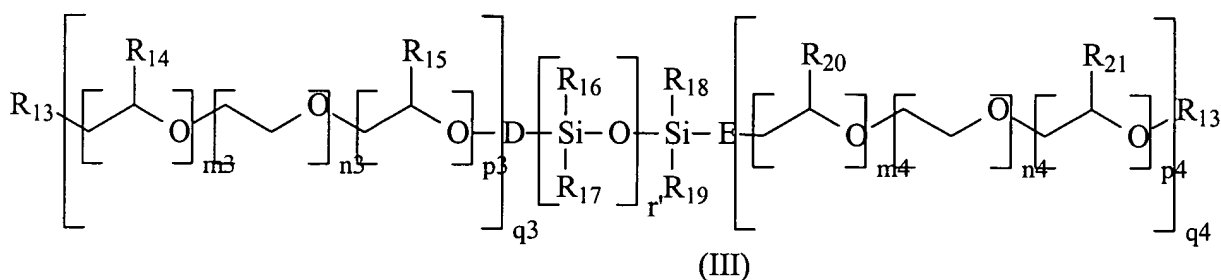 R14 R15 R16 R18 R20 R21
R13 O O O D Si O Si E O O O R13
m3 n3 p3 R17 r' R19 m4 n4 p4
q3 q4
(III)